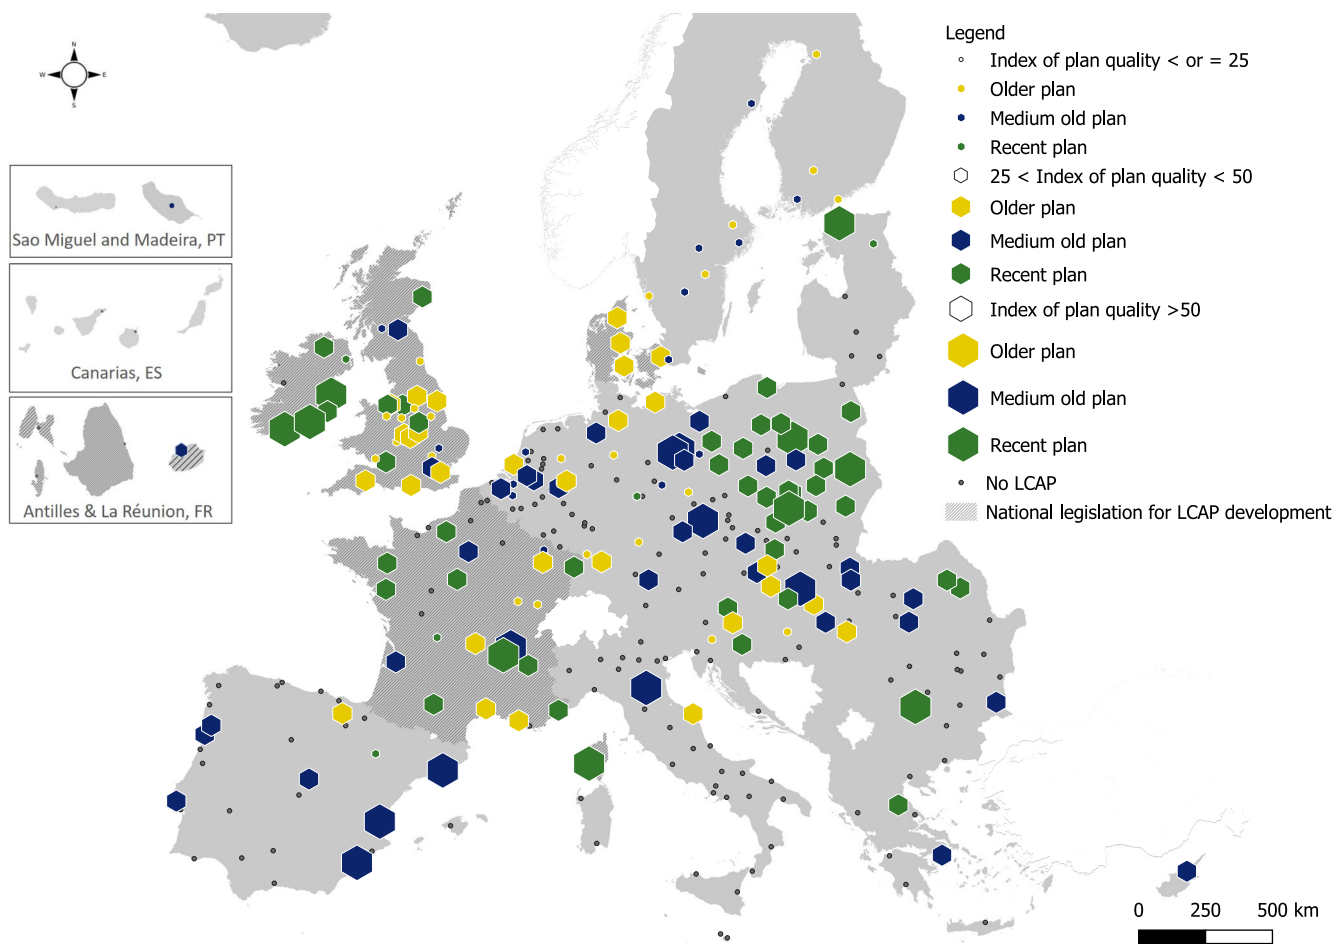 N
W
E
S
Sao Miguel and Madeira, PT
Canarias, ES
Antilles & La Réunion, FR
Legend
Index of plan quality < or = 25
Older plan
Medium old plan
Recent plan
25 < Index of plan quality < 50
Older plan
Medium old plan
Recent plan
Index of plan quality >50
Older plan
Medium old plan
Recent plan
No LCAP
National legislation for LCAP development
0 250 500 km